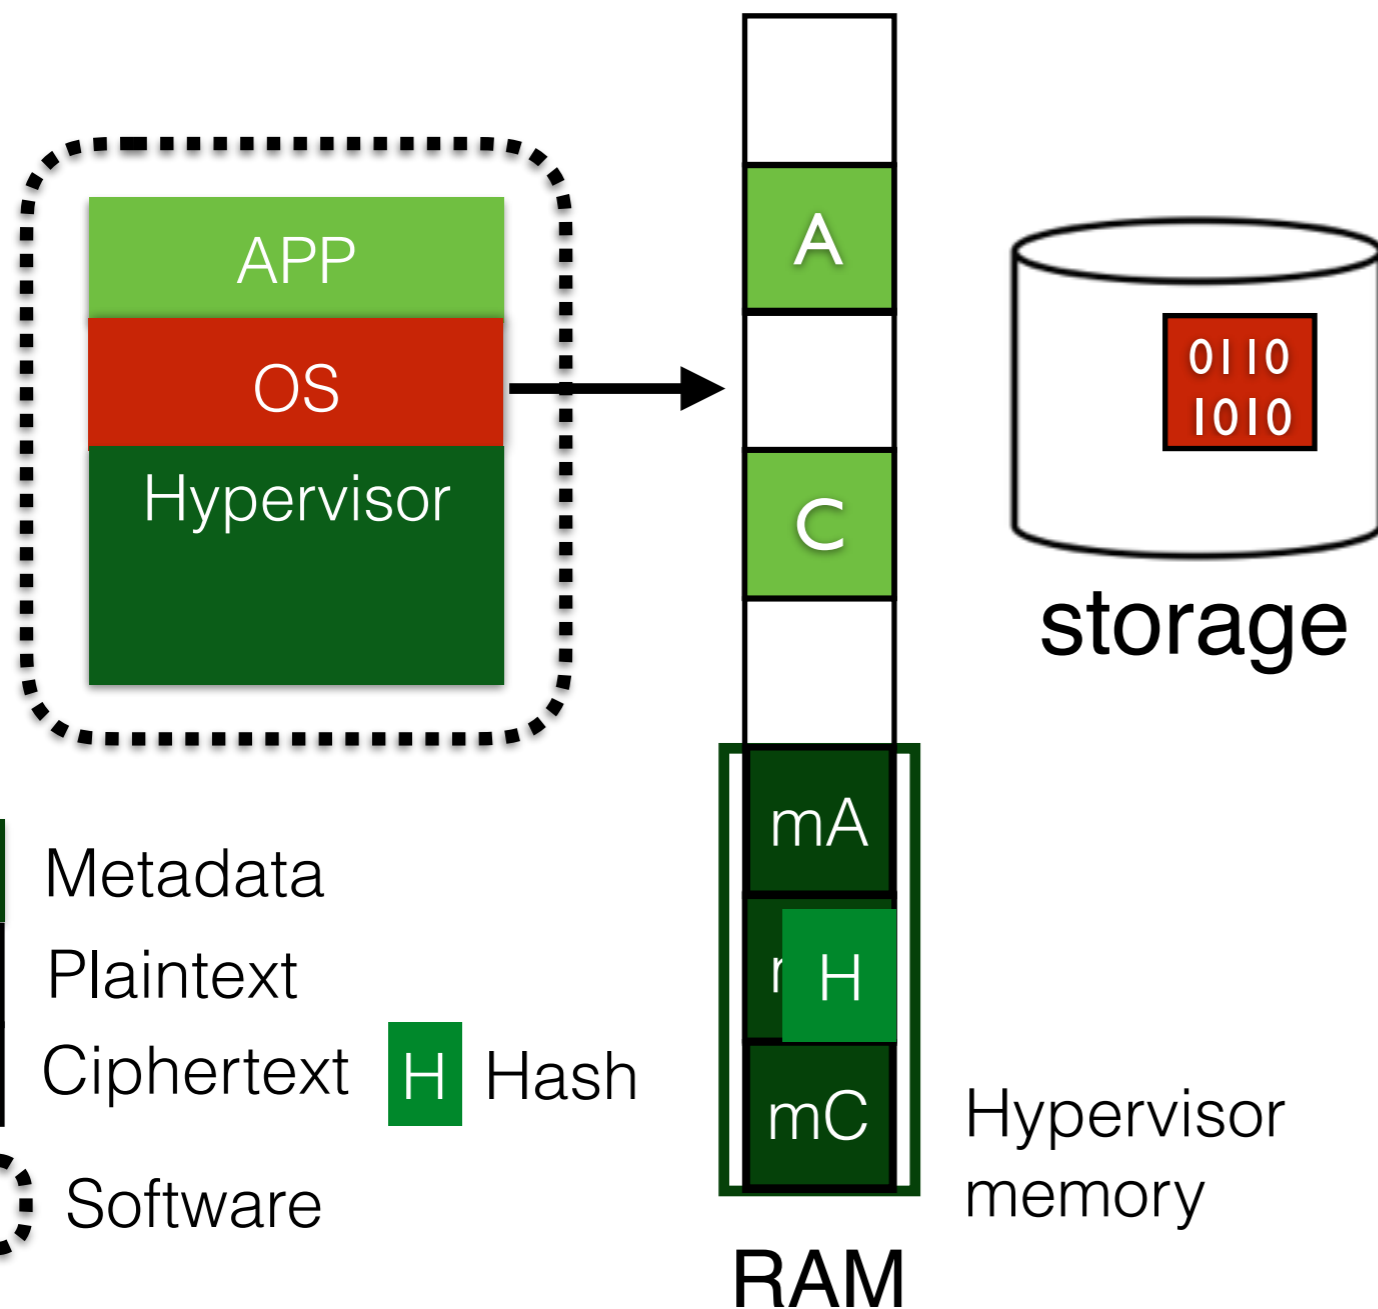 APP
OS
Hypervisor
A
C
0110
1010
storage
mA
H
mC
Metadata
Plaintext
Ciphertext
H Hash
Software
Hypervisor
memory
RAM